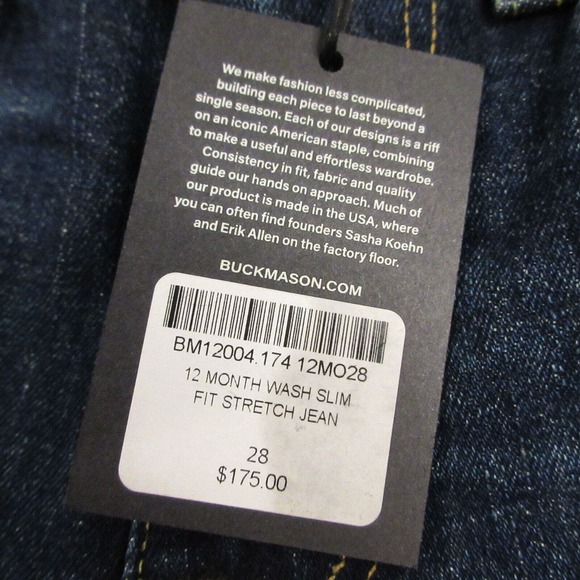 We make fashion less complicated,
building each piece to last beyond a
single season. Each of our designs is a riff
on an iconic American staple, combining
to make a useful and effortless wardrobe.
Consistency in fit, fabric and quality
guide our hands on approach. Much of
our product is made in the USA, where
you can often find founders Sasha Koehn
and Erik Allen on the factory floor.
BUCKMASON.COM
BM12004.174 12MO28
12 MONTH WASH SLIM
FIT STRETCH JEAN
28
$175.00